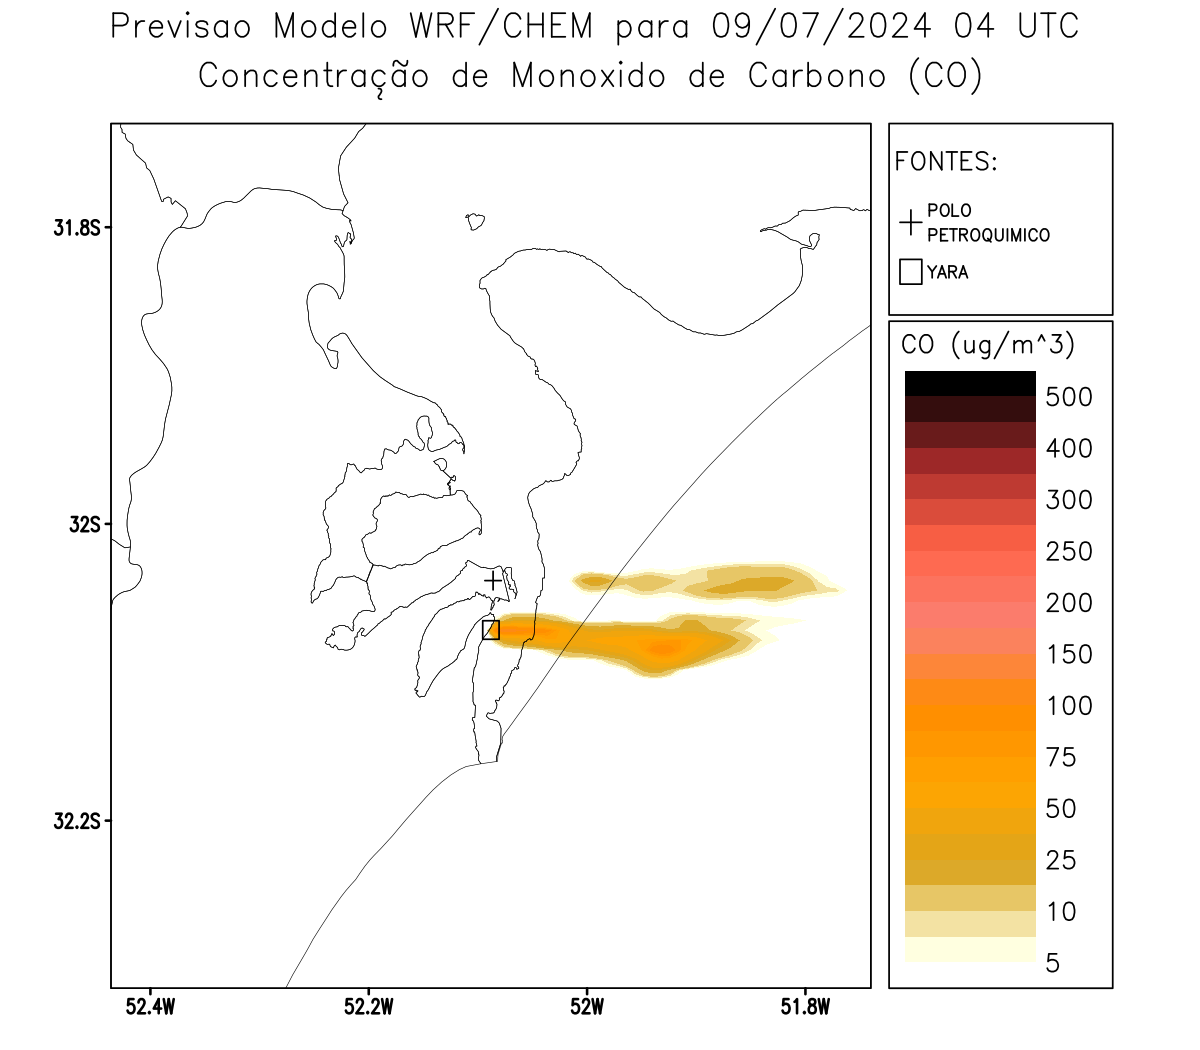 Previsao Modelo WRF/CHEM para 09/07/2024 04 UTC
Concentração de Monoxido de Carbono (CO)
FONTES:
POLO
PETROQUIMICO
YARA
CO (ug/m^3)
500
400
300
250
200
150
100
75
50
25
10
5
31.8S
32S
32.2S
52.4W
52.2W
52W
51.8W